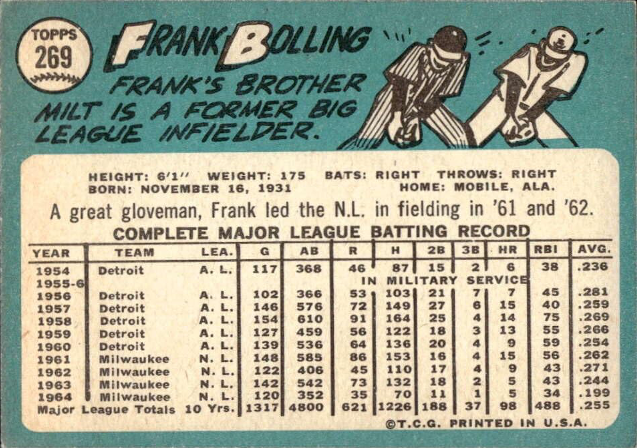 TOPPS
269
FRANK BOLLING
FRANK'S BROTHER
MILT IS A FORMER BIG
LEAGUE INFIELDER.
HEIGHT: 6'1" WEIGHT: 175 BATS: RIGHT THROWS: RIGHT
BORN: NOVEMBER 16, 1931 HOME: MOBILE, ALA.
A great gloveman, Frank led the N.L. in fielding in '61 and '62.
COMPLETE MAJOR LEAGUE BATTING RECORD
YEAR TEAM LEA. G AB R H 2B 3B HR RBI AVG.
1954 Detroit A. L. 117 368 46 87 15 2 6 38 .236
1955-6 IN MILITARY SERVICE
1956 Detroit A. L. 102 366 53 103 21 7 7 45 .281
1957 Detroit A. L. 146 576 72 149 27 6 15 40 .259
1958 Detroit A. L. 154 610 91 164 25 4 14 75 .269
1959 Detroit A. L. 127 459 56 122 18 3 13 55 .266
1960 Detroit A. L. 139 536 64 136 20 4 9 59 .254
1961 Milwaukee N. L. 148 585 86 153 16 4 15 56 .262
1962 Milwaukee N. L. 122 406 45 110 17 4 9 43 .271
1963 Milwaukee N. L. 142 542 73 132 18 2 5 43 .244
1964 Milwaukee N. L. 120 352 35 70 11 1 5 34 .199
Major League Totals 10 Yrs. 1317 4800 621 1226 188 37 98 488 .255
©T.C.G. PRINTED IN U.S.A.